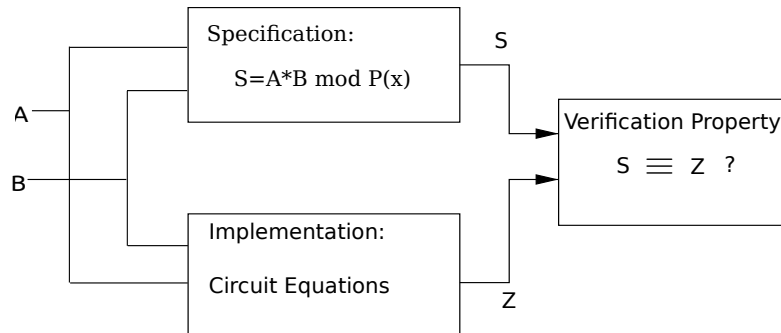 Specification:
S=A*B mod P(x)
S
A
Verification Property
S ≡ Z ?
B
Implementation:
Circuit Equations
Z